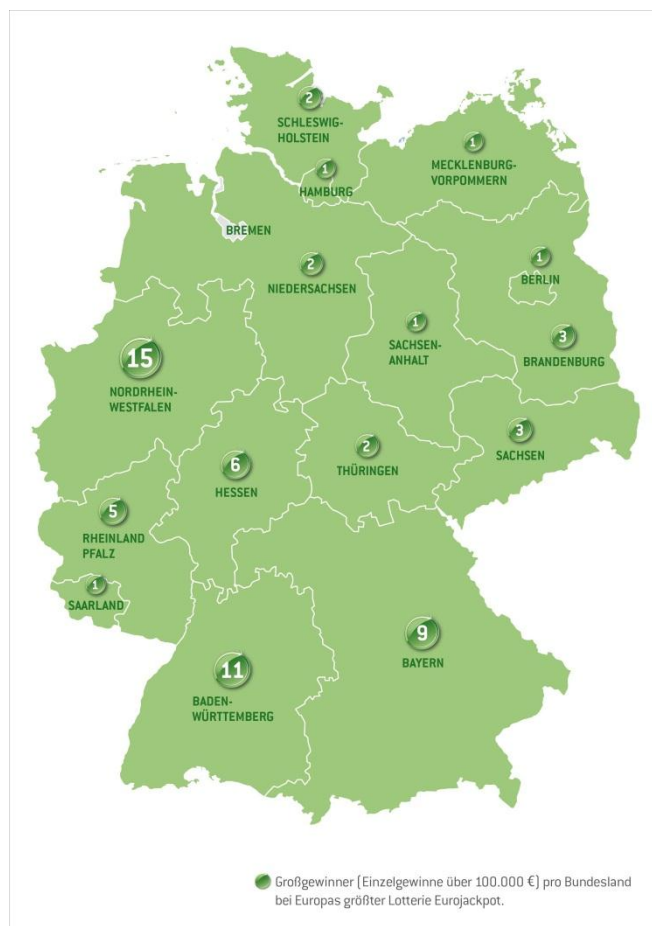 2
SCHLESWIG-
HOLSTEIN
1
MECKLENBURG-
VORPOMMERN
1
HAMBURG
BREMEN
2
NIEDERSACHSEN
1
BERLIN
1
SACHSEN-
ANHALT
3
BRANDENBURG
15
NORDRHEIN-
WESTFALEN
6
HESSEN
2
THÜRINGEN
3
SACHSEN
5
RHEINLAND
PFALZ
1
SAARLAND
11
BADEN-
WÜRTTEMBERG
9
BAYERN
Großgewinner (Einzelgewinne über 100.000 €) pro Bundesland
bei Europas größter Lotterie Eurojackpot.